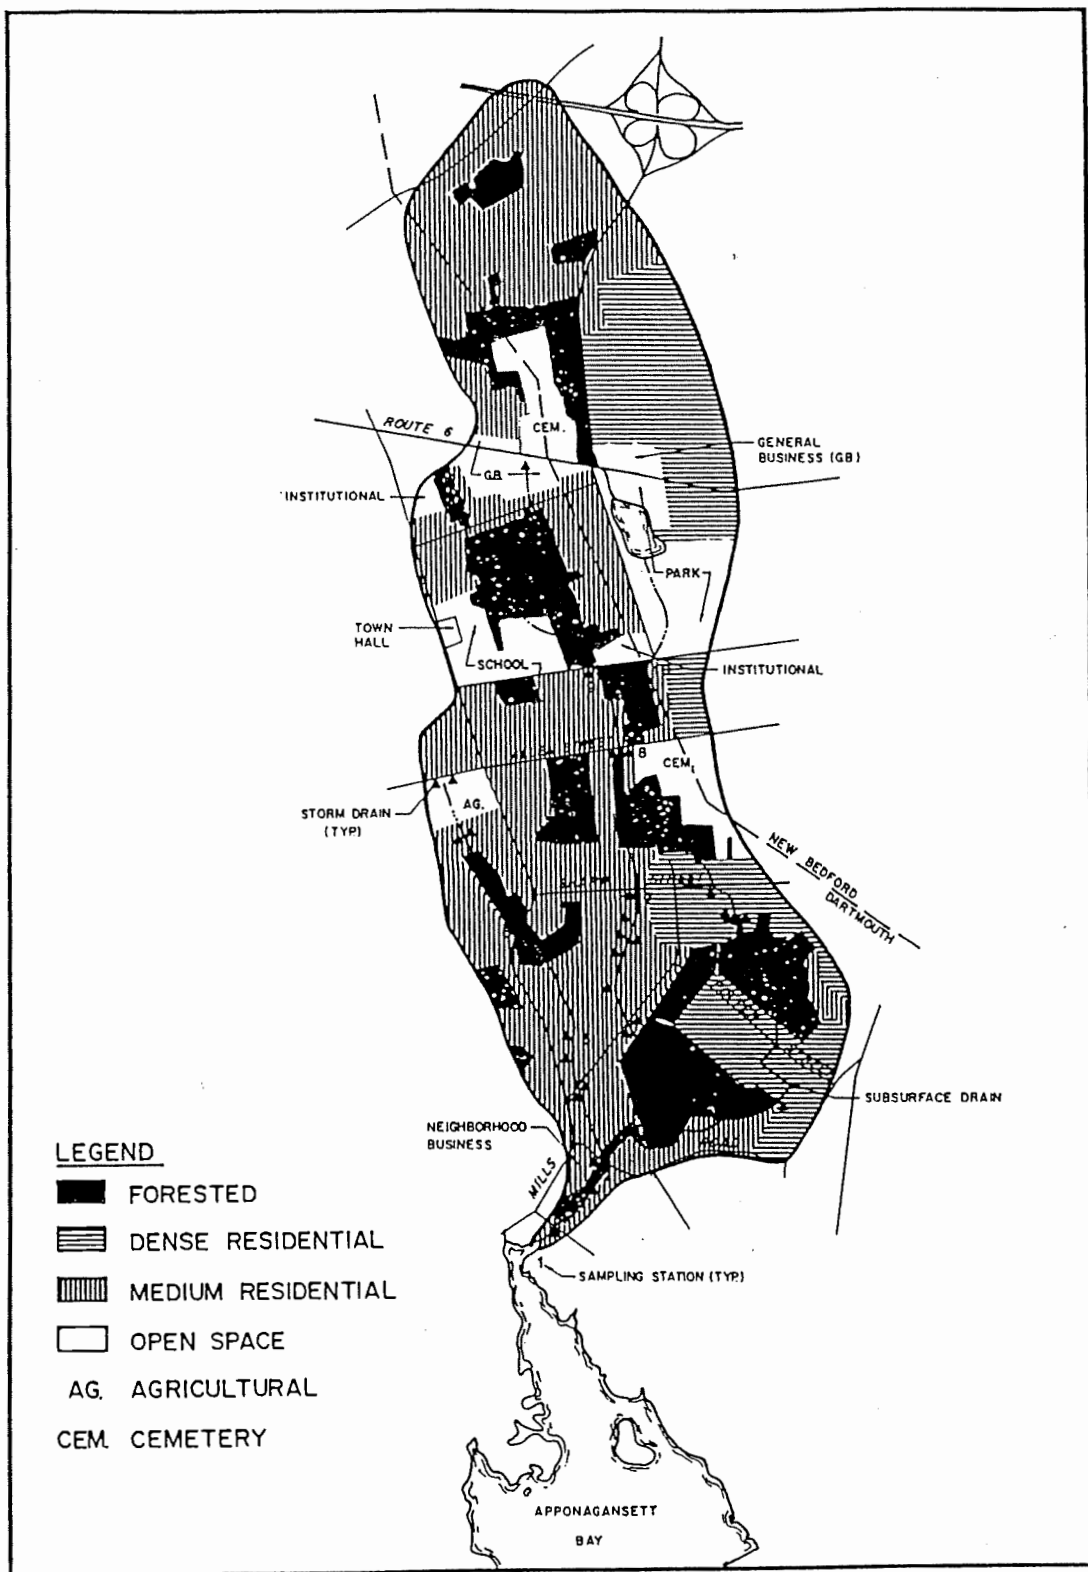 ROUTE 6
CEM.
GENERAL
BUSINESS (GB)
G.B.
INSTITUTIONAL
PARK
TOWN
HALL
SCHOOL
INSTITUTIONAL
8
CEM.
STORM DRAIN
(TYP)
AG.
NEW BEDFORD
DARTMOUTH
SUBSURFACE DRAIN
NEIGHBORHOOD
BUSINESS
ROAD
MILLS
1
SAMPLING STATION (TYP.)
LEGEND
FORESTED
DENSE RESIDENTIAL
MEDIUM RESIDENTIAL
OPEN SPACE
AG. AGRICULTURAL
CEM. CEMETERY
APPONAGANSETT
BAY